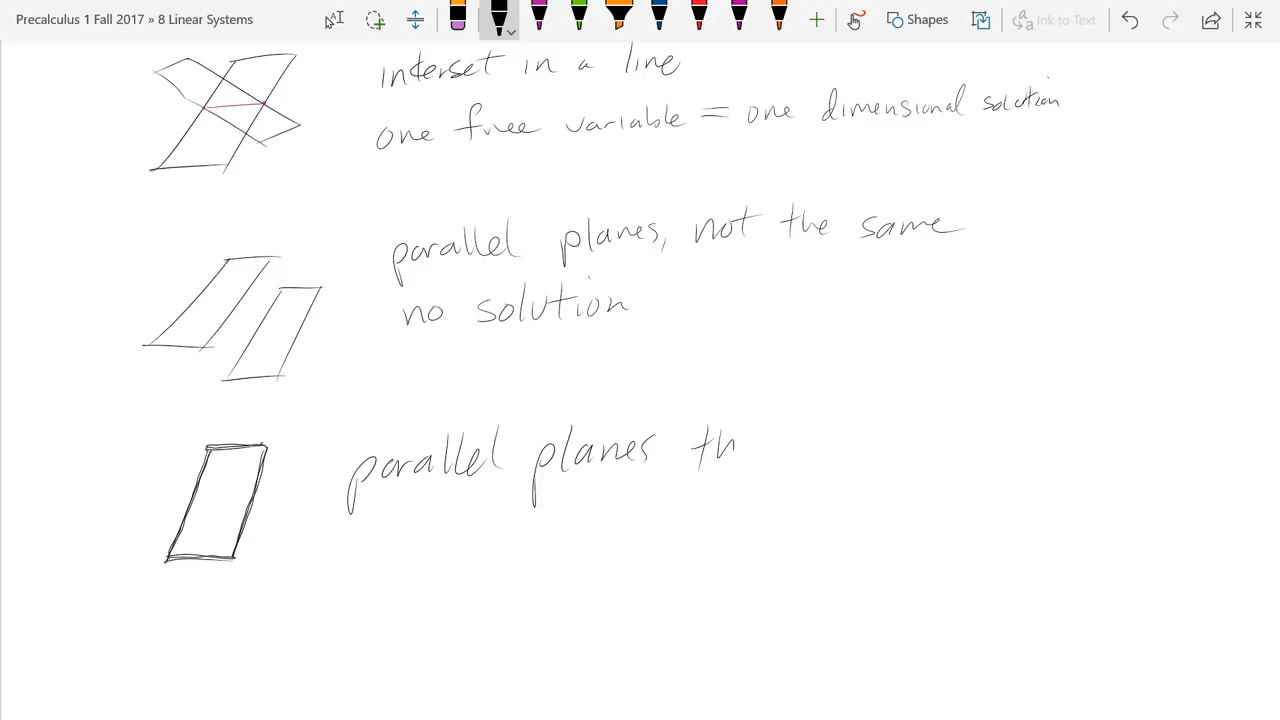 Precalculus 1 Fall 2017 » 8 Linear Systems
Shapes
Ink to Text
interset in a line
one free variable = one dimensional solution
parallel planes, not the same
no solution
parallel planes th